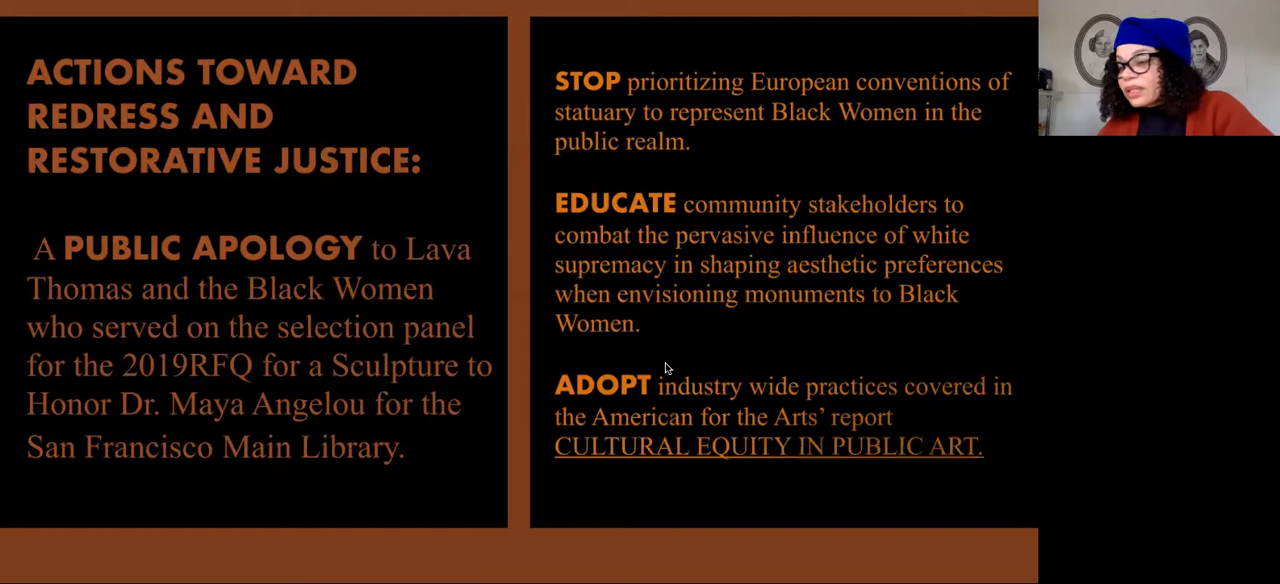 ACTIONS TOWARD
REDRESS AND
RESTORATIVE JUSTICE:
A PUBLIC APOLOGY to Lava
Thomas and the Black Women
who served on the selection panel
for the 2019RFQ for a Sculpture to
Honor Dr. Maya Angelou for the
San Francisco Main Library.
STOP prioritizing European conventions of
statuary to represent Black Women in the
public realm.
EDUCATE community stakeholders to
combat the pervasive influence of white
supremacy in shaping aesthetic preferences
when envisioning monuments to Black
Women.
ADOPT industry wide practices covered in
the American for the Arts’ report
CULTURAL EQUITY IN PUBLIC ART.